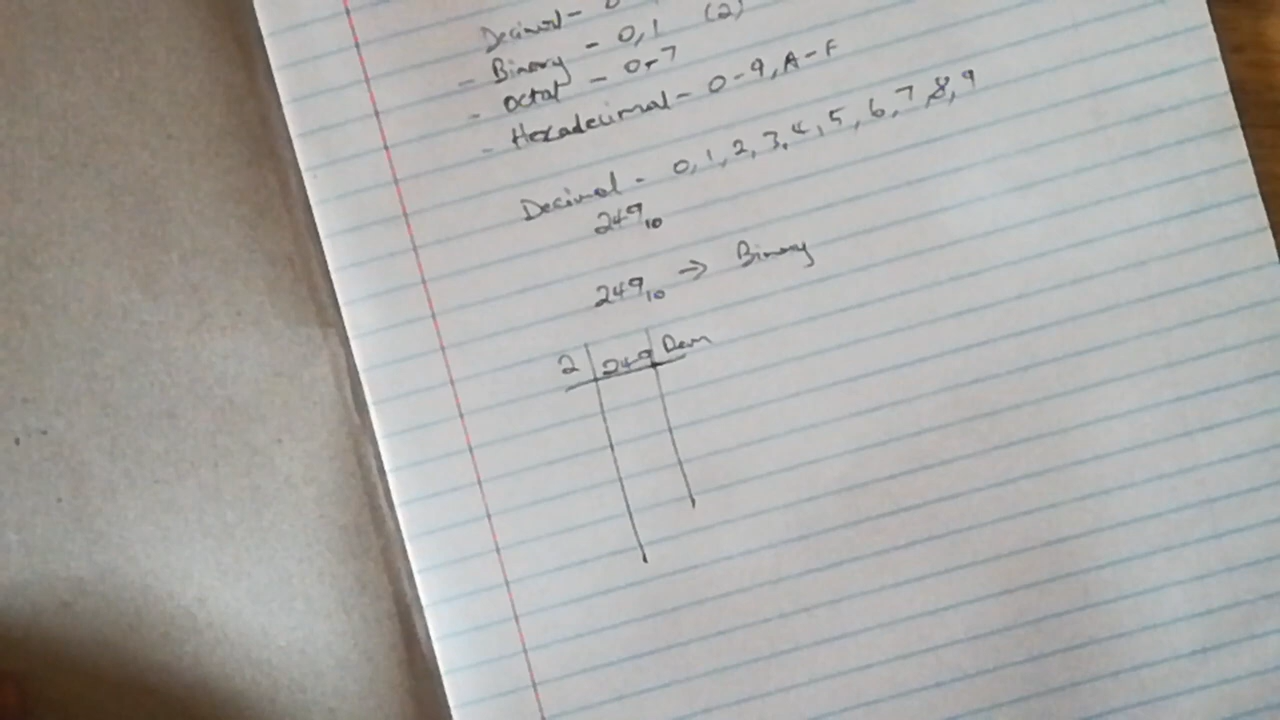 Decimal -
- Binary - 0,1 (2)
- octal - 0-7
- Hexadecimal - 0-9, A-F
Decimal - 0, 1, 2, 3, 4, 5, 6, 7, 8, 9
249₁₀
249₁₀ → Binary
2 | 249 | Rem